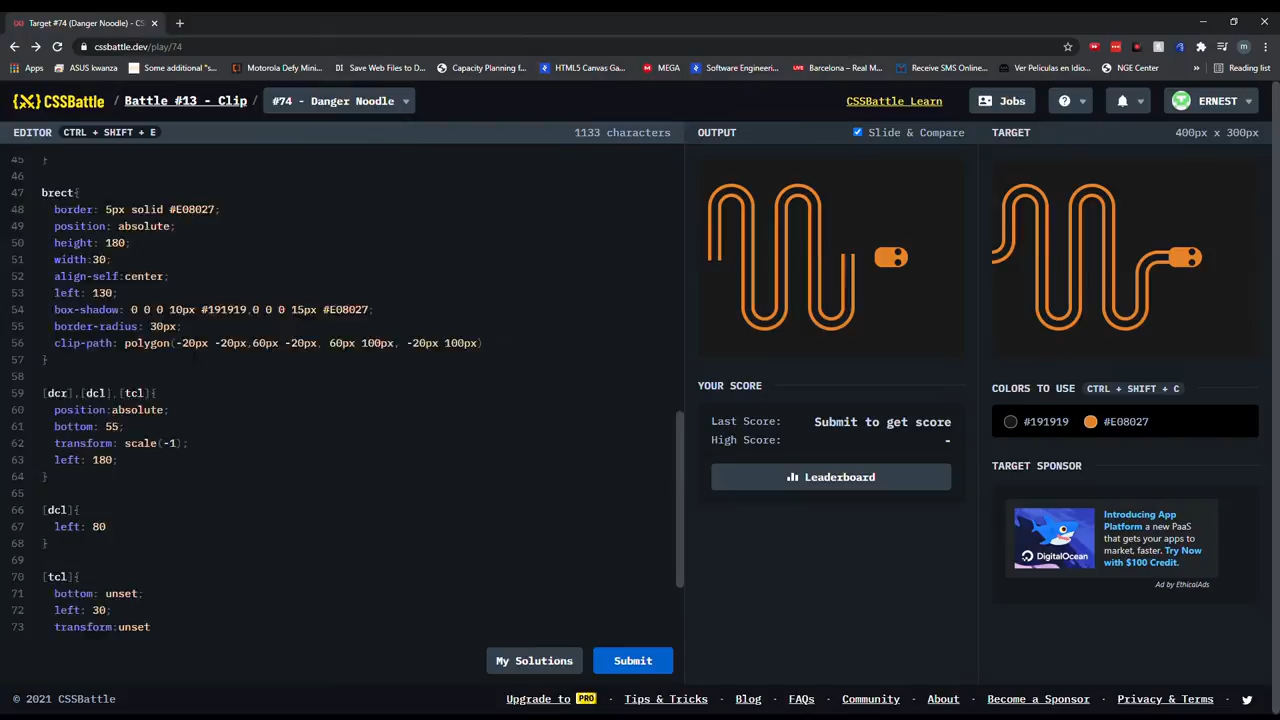 Target #74 (Danger Noodle) - CS
cssbattle.dev/play/74
Apps ASUS kwanza Some additional "s... Motorola Defy Mini... DI Save Web Files to D... Capacity Planning f... HTML5 Canvas Ga... MEGA Software Engineeri... LIVE Barcelona – Real M... Receive SMS Online... Ver Peliculas en Idio... NGE Center » Reading list
{X} CSSBattle / Battle #13 - Clip / #74 - Danger Noodle CSSBattle Learn Jobs ERNEST
EDITOR CTRL + SHIFT + E 1133 characters OUTPUT Slide & Compare TARGET 400px x 300px
45 }
46
47 brect{
48 border: 5px solid #E08027;
49 position: absolute;
50 height: 180;
51 width:30;
52 align-self:center;
53 left: 130;
54 box-shadow: 0 0 0 10px #191919,0 0 0 15px #E08027;
55 border-radius: 30px;
56 clip-path: polygon(-20px -20px,60px -20px, 60px 100px, -20px 100px)
57 }
58
59 [dcr],[dcl],[tcl]{
60 position:absolute;
61 bottom: 55;
62 transform: scale(-1);
63 left: 180;
64 }
65
66 [dcl]{
67 left: 80
68 }
69
70 [tcl]{
71 bottom: unset;
72 left: 30;
73 transform:unset
My Solutions Submit
YOUR SCORE
Last Score: Submit to get score
High Score: -
Leaderboard
COLORS TO USE CTRL + SHIFT + C
#191919 #E08027
TARGET SPONSOR
DigitalOcean
Introducing App
Platform a new PaaS
that gets your apps to
market, faster. Try Now
with $100 Credit.
Ad by EthicalAds
© 2021 CSSBattle Upgrade to PRO · Tips & Tricks · Blog · FAQs · Community · About · Become a Sponsor · Privacy & Terms ·